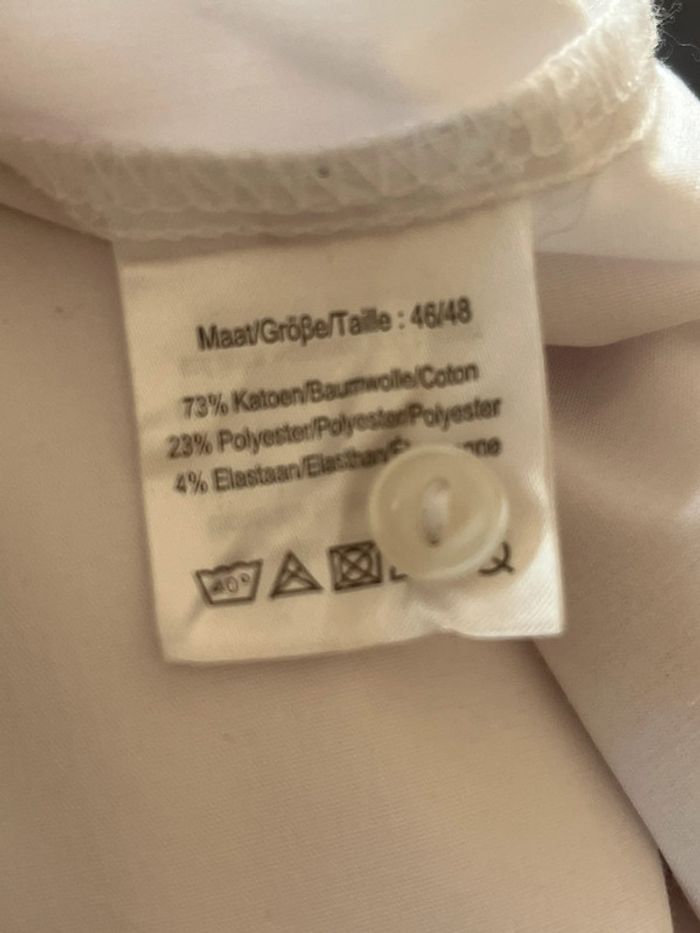 Maat/Größe/Taille : 46/48
73% Katoen/Baumwolle/Coton
23% Polyester/Polyester/Polyester
4% Elastaan/Elasthan/
40°